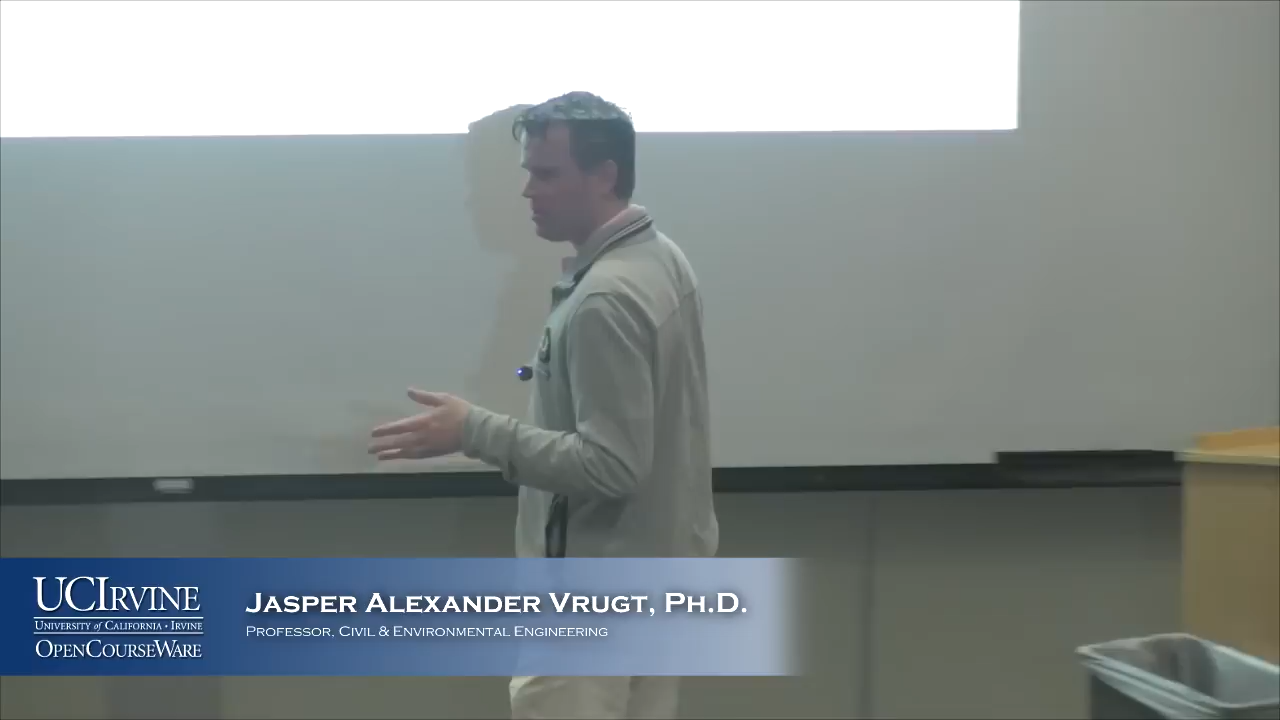 UCIRVINE
UNIVERSITY OF CALIFORNIA • IRVINE
OPENCOURSEWARE
JASPER ALEXANDER VRUGT, PH.D.
PROFESSOR, CIVIL & ENVIRONMENTAL ENGINEERING